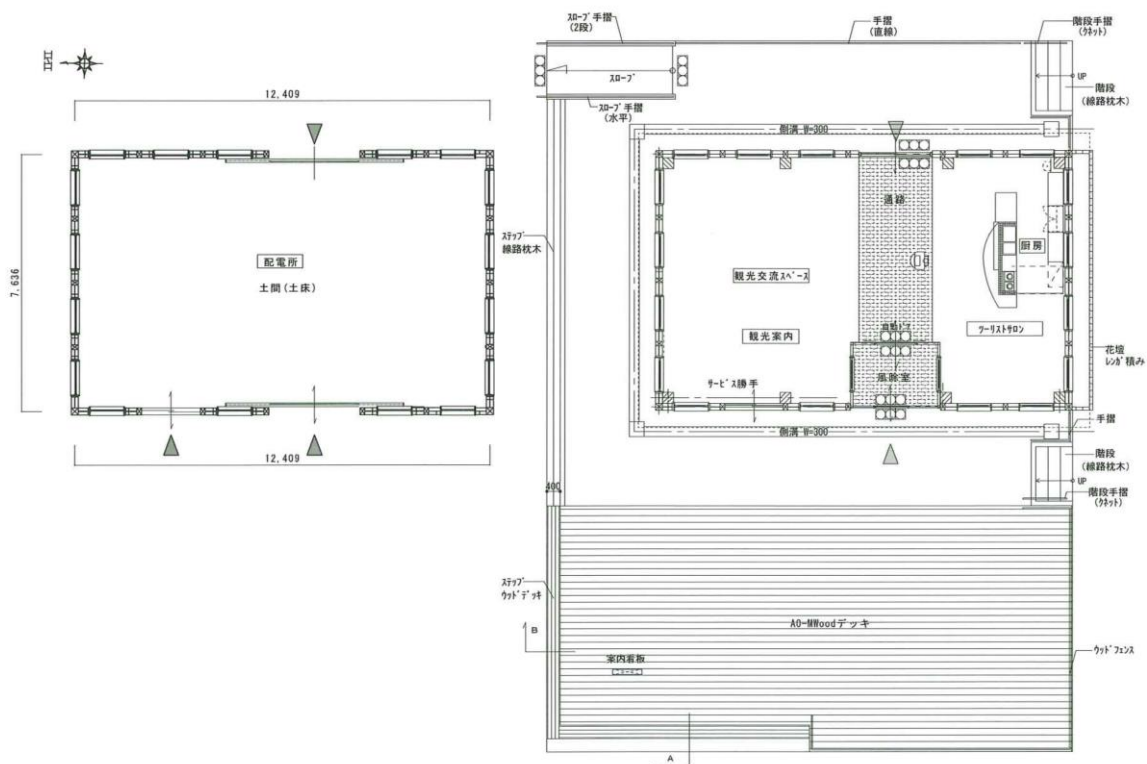 12,409
7,636
配電所
土間(土床)
12,409
スロープ手摺
(2段)
手摺
(直線)
階段手摺
(クネット)
スロープ
UP
階段
(線路枕木)
スロープ手摺
(水平)
側溝 W=300
通路
ステップ
線路枕木
厨房
観光交流スペース
自動ドア
ツーリストサロン
観光案内
花壇
レンガ積み
風除室
サービス勝手
手摺
側溝 W=300
階段
(線路枕木)
UP
階段手摺
(クネット)
400
ステップ
ウッドデッキ
AO-MWoodデッキ
B
案内看板
ウッドフェンス
A